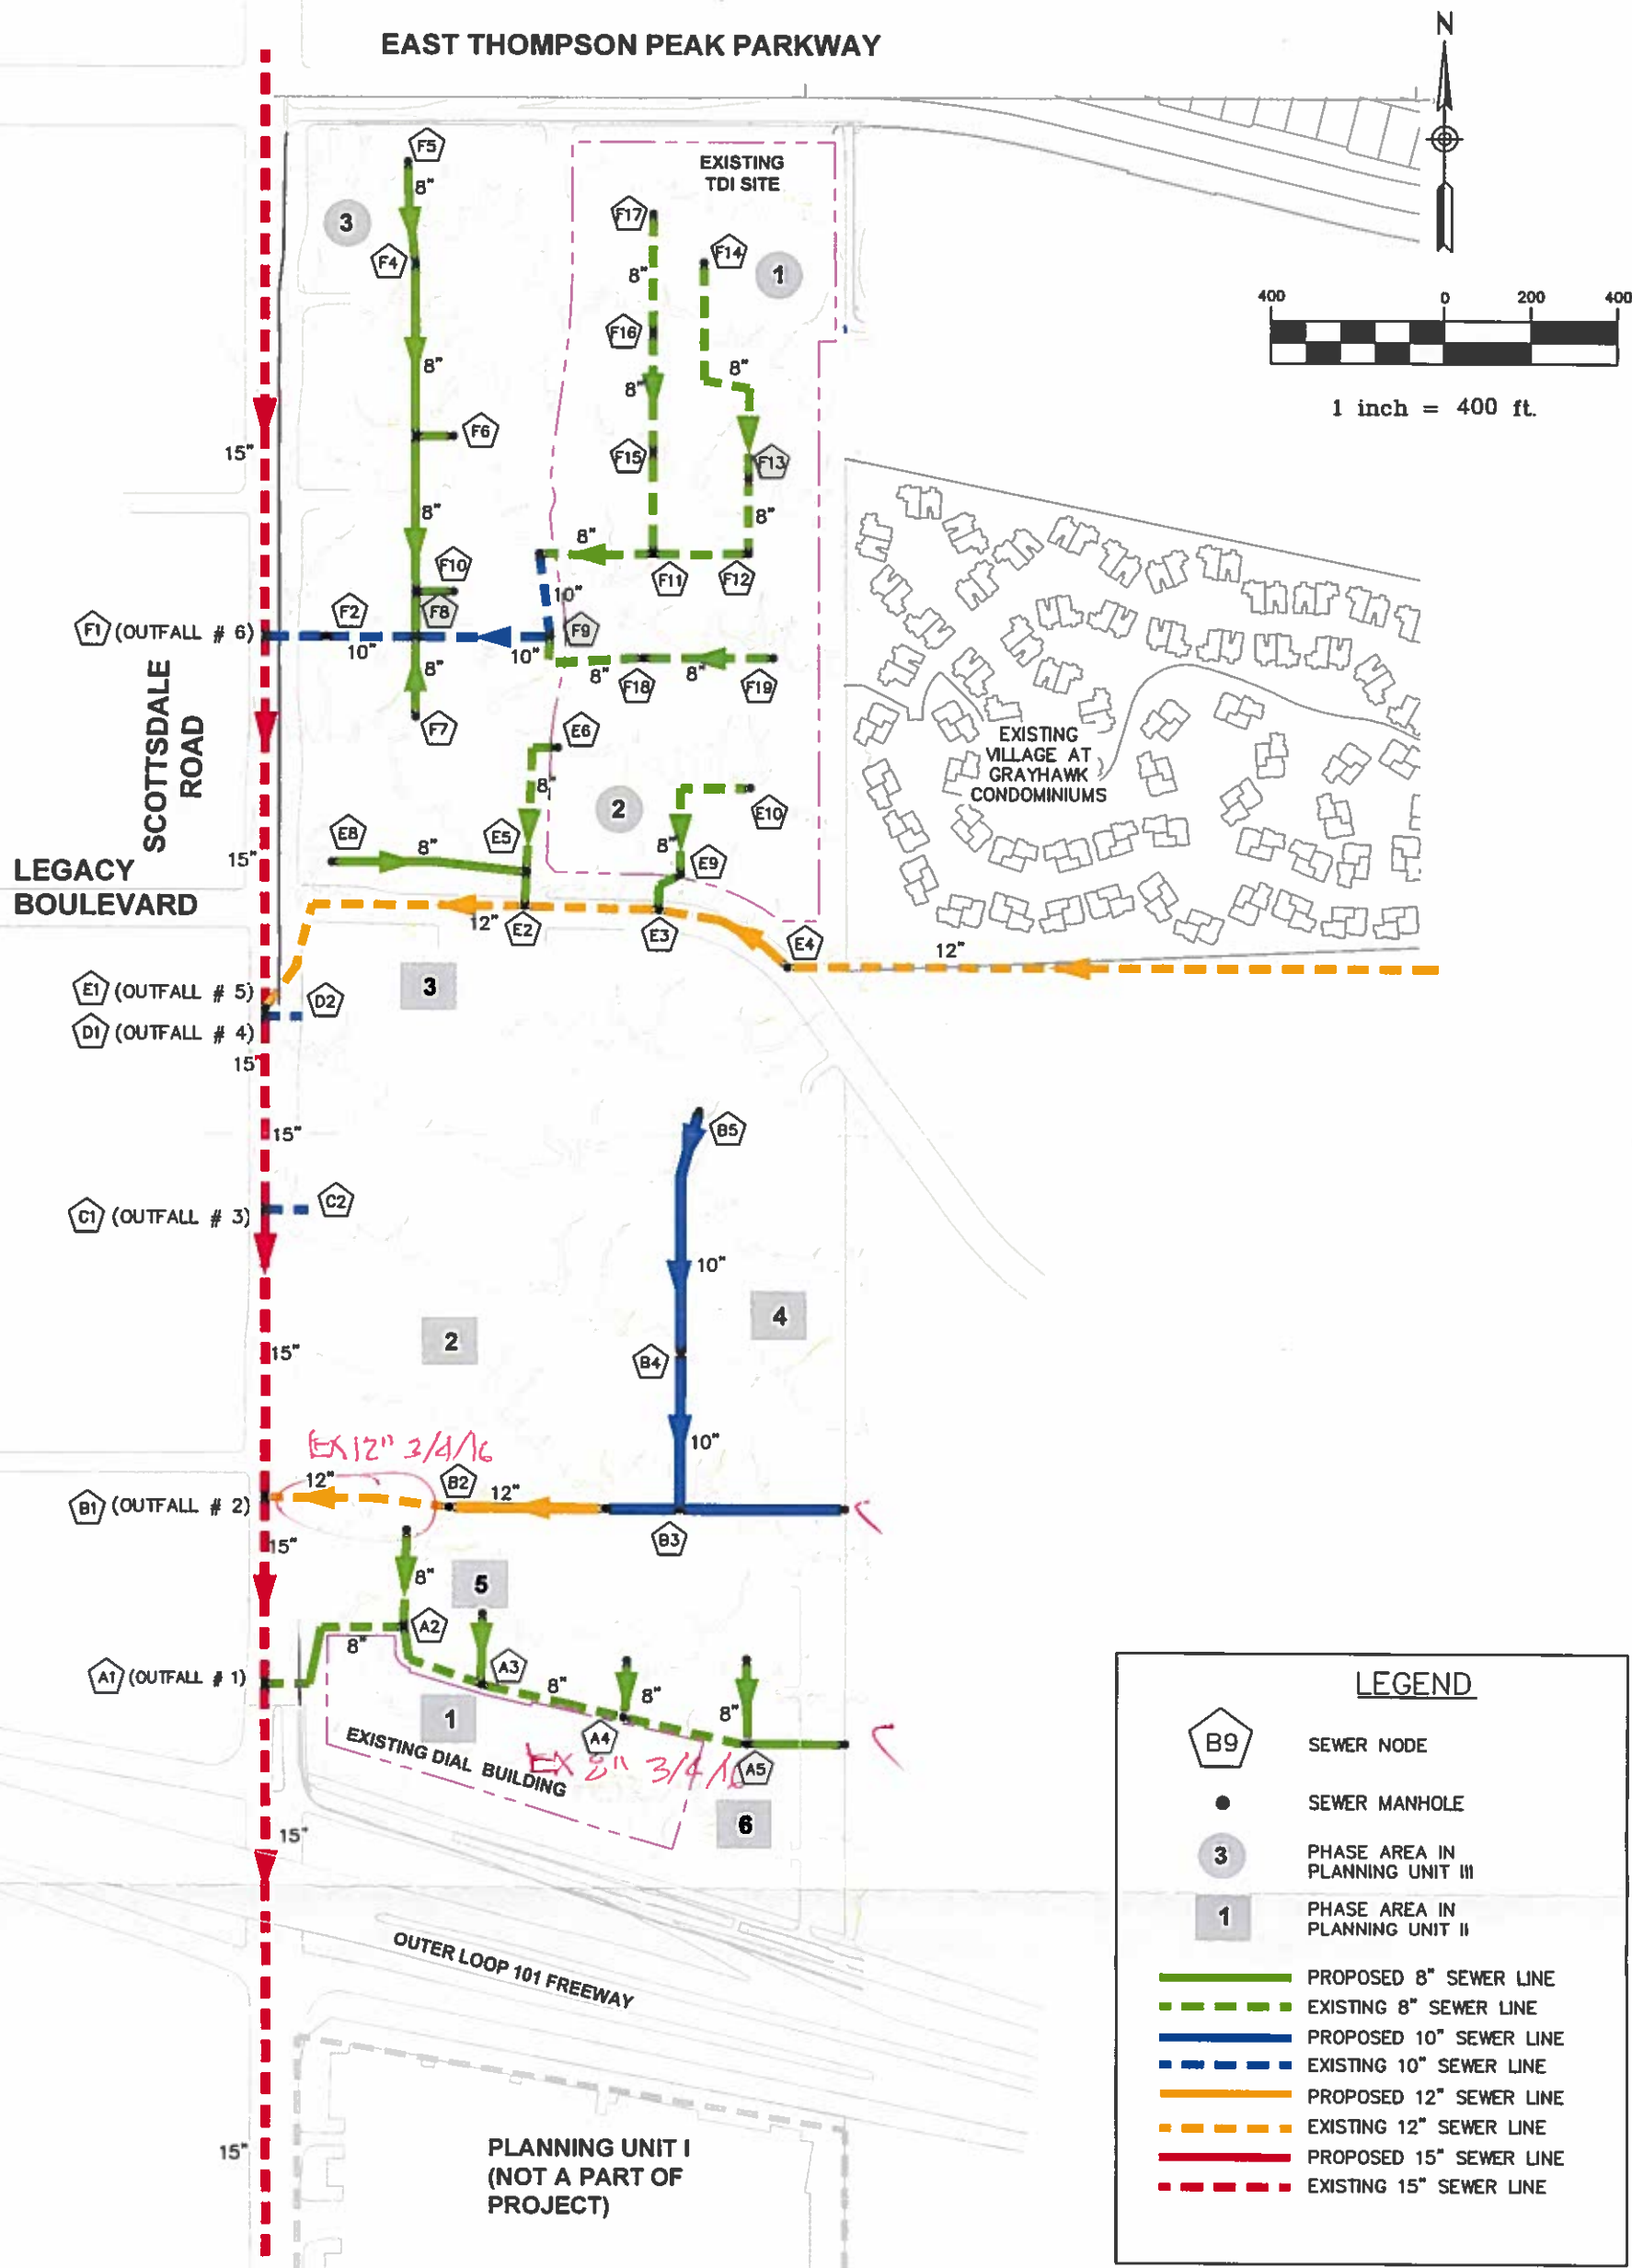 EAST THOMPSON PEAK PARKWAY
N
F5
8"
3
F4
8"
F6
8"
F10
F8
F2
10"
10"
8"
F7
F1 (OUTFALL # 6)
15"
EXISTING
TDI SITE
F17
8"
F14
1
F16
8"
8"
F15
F13
8"
8"
F11
F12
10"
F9
8"
F18
8"
F19
400
0
200
400
1 inch = 400 ft.
SCOTTSDALE
ROAD
E6
8"
2
E10
E8
8"
E5
8"
E9
15"
LEGACY
BOULEVARD
12"
E2
E3
E4
12"
EXISTING
VILLAGE AT
GRAYHAWK
CONDOMINIUMS
E1 (OUTFALL # 5)
D2
3
D1 (OUTFALL # 4)
15"
15"
B5
C2
C1 (OUTFALL # 3)
10"
4
2
15"
B4
10"
EX 12" 3/4/16
12"
B2
12"
B1 (OUTFALL # 2)
B3
15"
8"
5
A2
8"
A3
8"
8"
8"
A1 (OUTFALL # 1)
1
A4
EXISTING DIAL BUILDING
EX 8" 3/4/16
A5
6
15"
OUTER LOOP 101 FREEWAY
15"
PLANNING UNIT I
(NOT A PART OF
PROJECT)
LEGEND
B9
SEWER NODE
SEWER MANHOLE
3
PHASE AREA IN
PLANNING UNIT III
1
PHASE AREA IN
PLANNING UNIT II
PROPOSED 8" SEWER LINE
EXISTING 8" SEWER LINE
PROPOSED 10" SEWER LINE
EXISTING 10" SEWER LINE
PROPOSED 12" SEWER LINE
EXISTING 12" SEWER LINE
PROPOSED 15" SEWER LINE
EXISTING 15" SEWER LINE